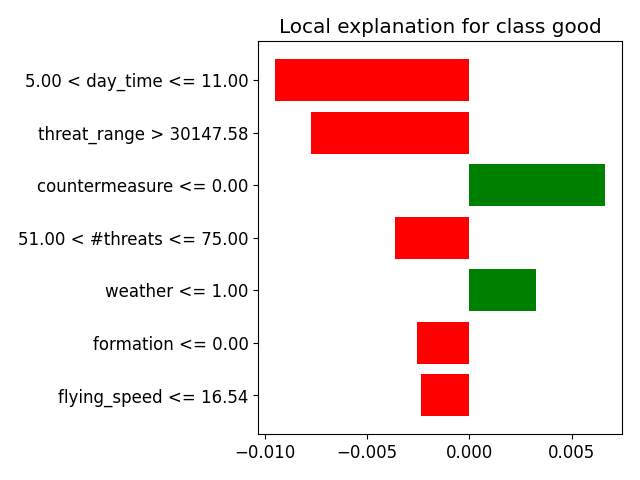 Local explanation for class good
5.00 < day_time <= 11.00
threat_range > 30147.58
countermeasure <= 0.00
51.00 < #threats <= 75.00
weather <= 1.00
formation <= 0.00
flying_speed <= 16.54
−0.010 −0.005 0.000 0.005